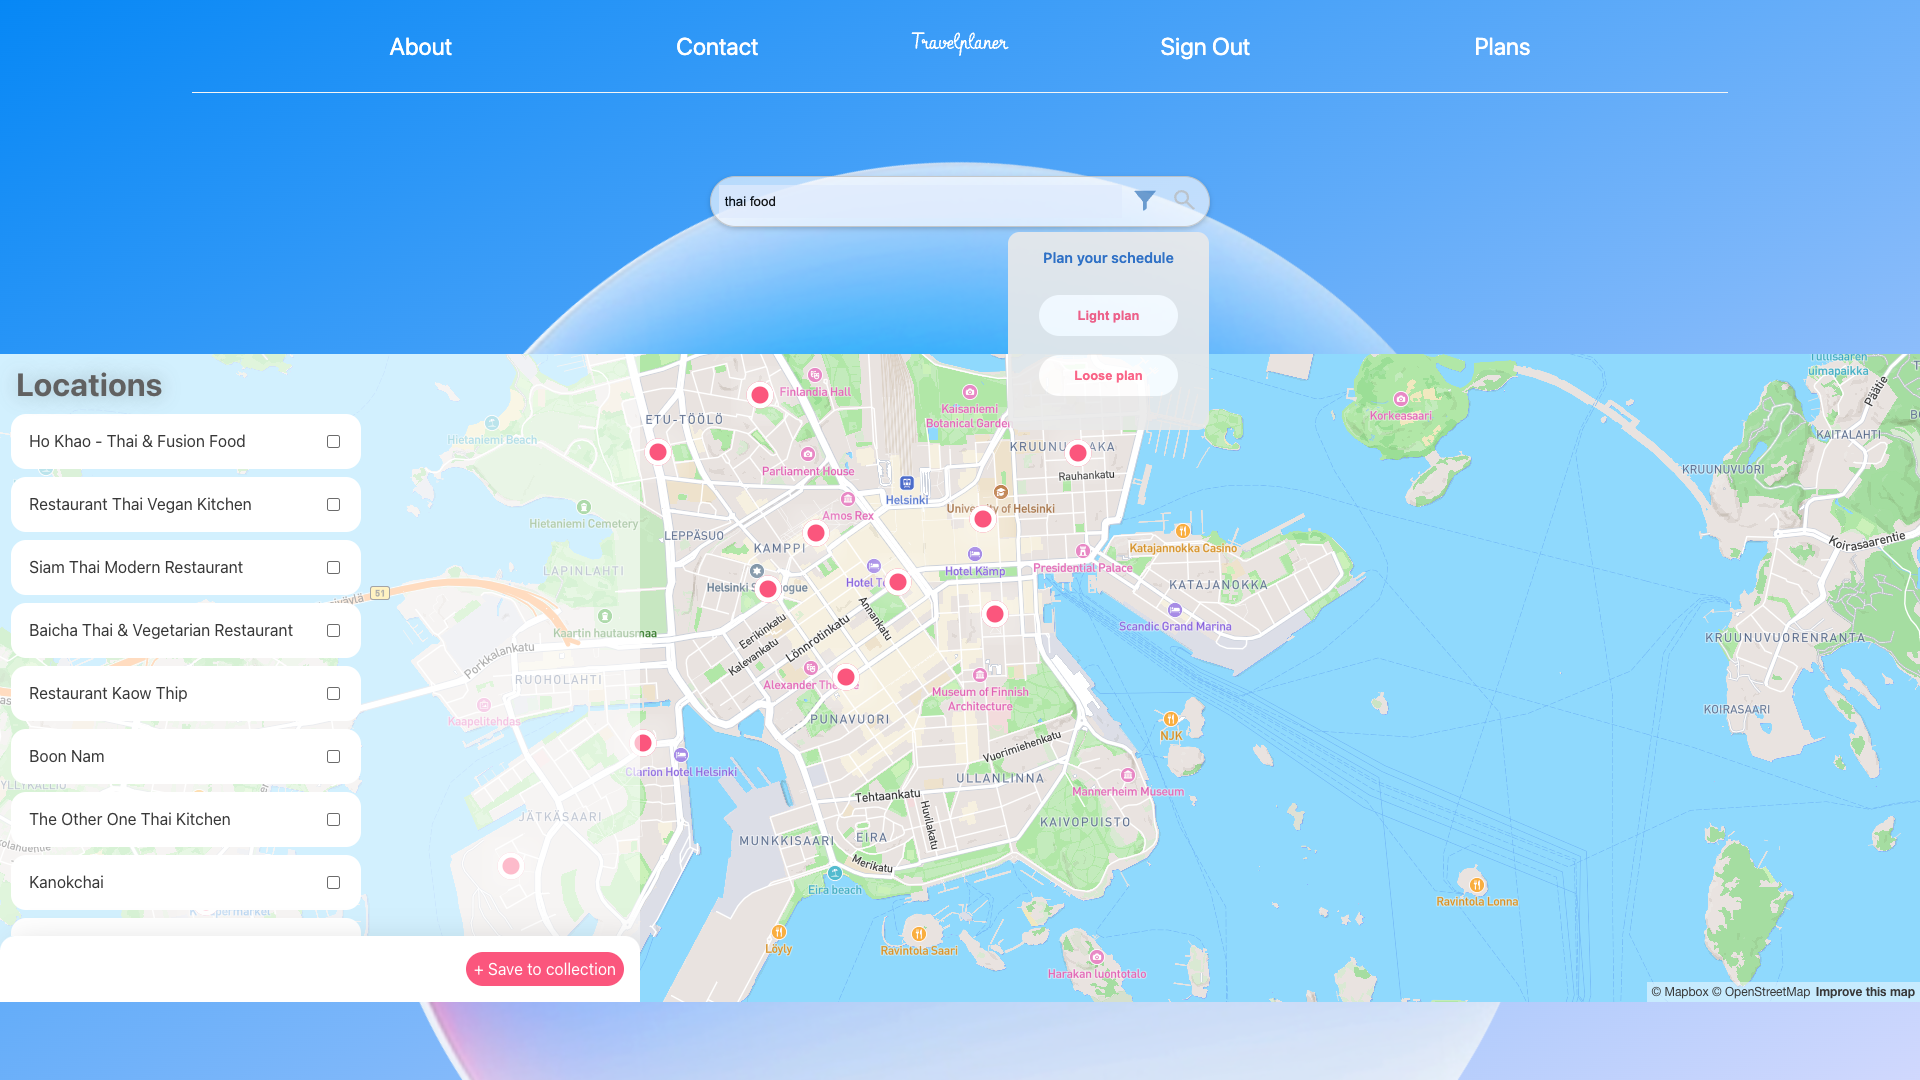 About
Contact
Travelplaner
Sign Out
Plans
thai food
Plan your schedule
Light plan
Loose plan
Locations
Ho Khao - Thai & Fusion Food
Restaurant Thai Vegan Kitchen
Siam Thai Modern Restaurant
Baicha Thai & Vegetarian Restaurant
Restaurant Kaow Thip
Boon Nam
The Other One Thai Kitchen
Kanokchai
+ Save to collection
Finlandia Hall
ETU-TÖÖLÖ
Kaisaniemi
Botanical Garden
Hietaniemi Beach
Parliament House
Helsinki
KRUUNU
AKA
Rauhankatu
University of Helsinki
Amos Rex
Hietaniemi Cemetery
LEPPÄSUO
KAMPPI
LAPINLAHTI
Hotel Kämp
Presidential Palace
Katajannokka Casino
KATAJANOKKA
Scandic Grand Marina
Helsinki S
ogue
Hotel
51
Kaartin hautausmaa
Eerikinkatu
Kalevankatu
Lönnrotinkatu
Annankatu
Porkkalankatu
RUOHOLAHTI
Alexander
Museum of Finnish
Architecture
Kaapelitehdas
PUNAVUORI
NJK
Vuorimiehenkatu
Clarion Hotel Helsinki
ULLANLINNA
Mannerheim Museum
Tehtaankatu
Huvilakatu
JÄTKÄSAARI
MUNKKISAARI
EIRA
KAIVOPUISTO
Merikatu
Eira beach
Löyly
Ravintola Saari
Harakan luontotalo
Ravintola Lonna
Korkeasaari
Tullisaaren
uimapaikka
Päätie
KAITALAHTI
KRUUNUVUORI
Koirasaarentie
KRUUNUVUORENRANTA
KOIRASAARI
© Mapbox © OpenStreetMap Improve this map